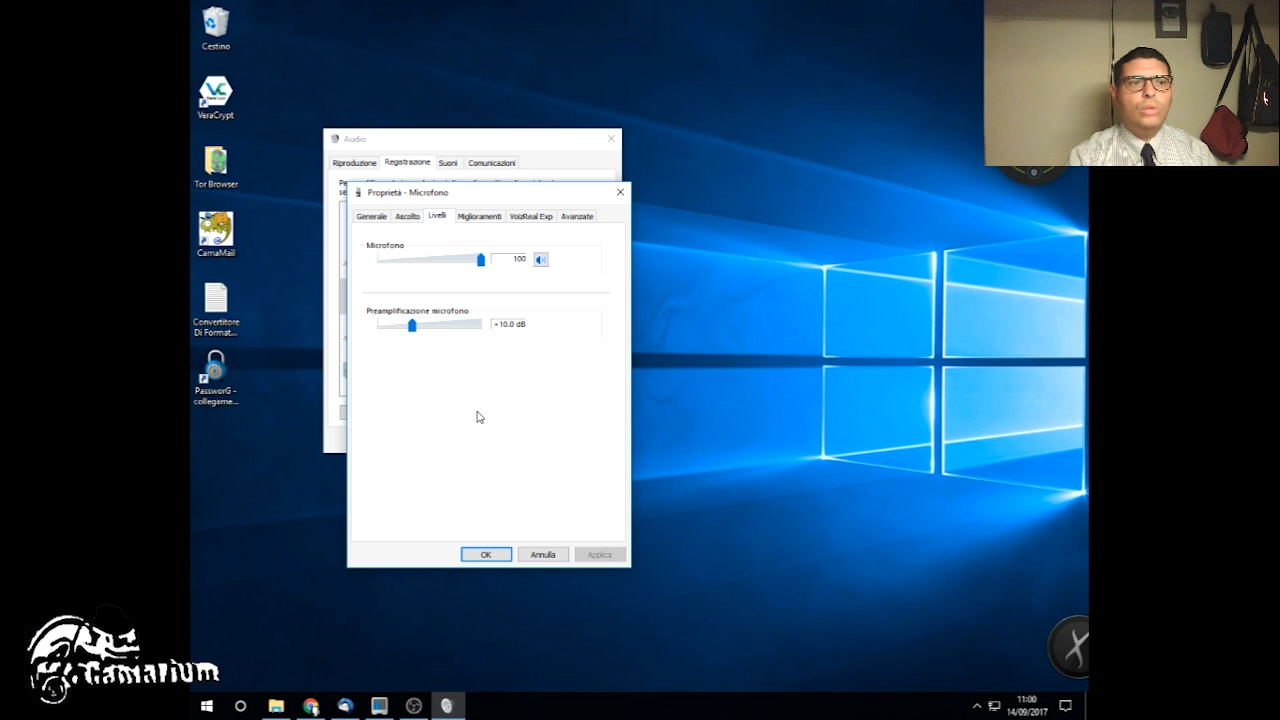 Cestino
VeraCrypt
Tor Browser
CamaMail
Convertitore
Di Format...
PassworG -
collegame...
Audio
Riproduzione Registrazione Suoni Comunicazioni
Proprietà - Microfono
Generale Ascolto Livelli Miglioramenti VoizReal Exp Avanzate
Microfono
100
Preamplificazione microfono
+10.0 dB
OK Annulla Applica
Camarium
11:00
14/09/2017